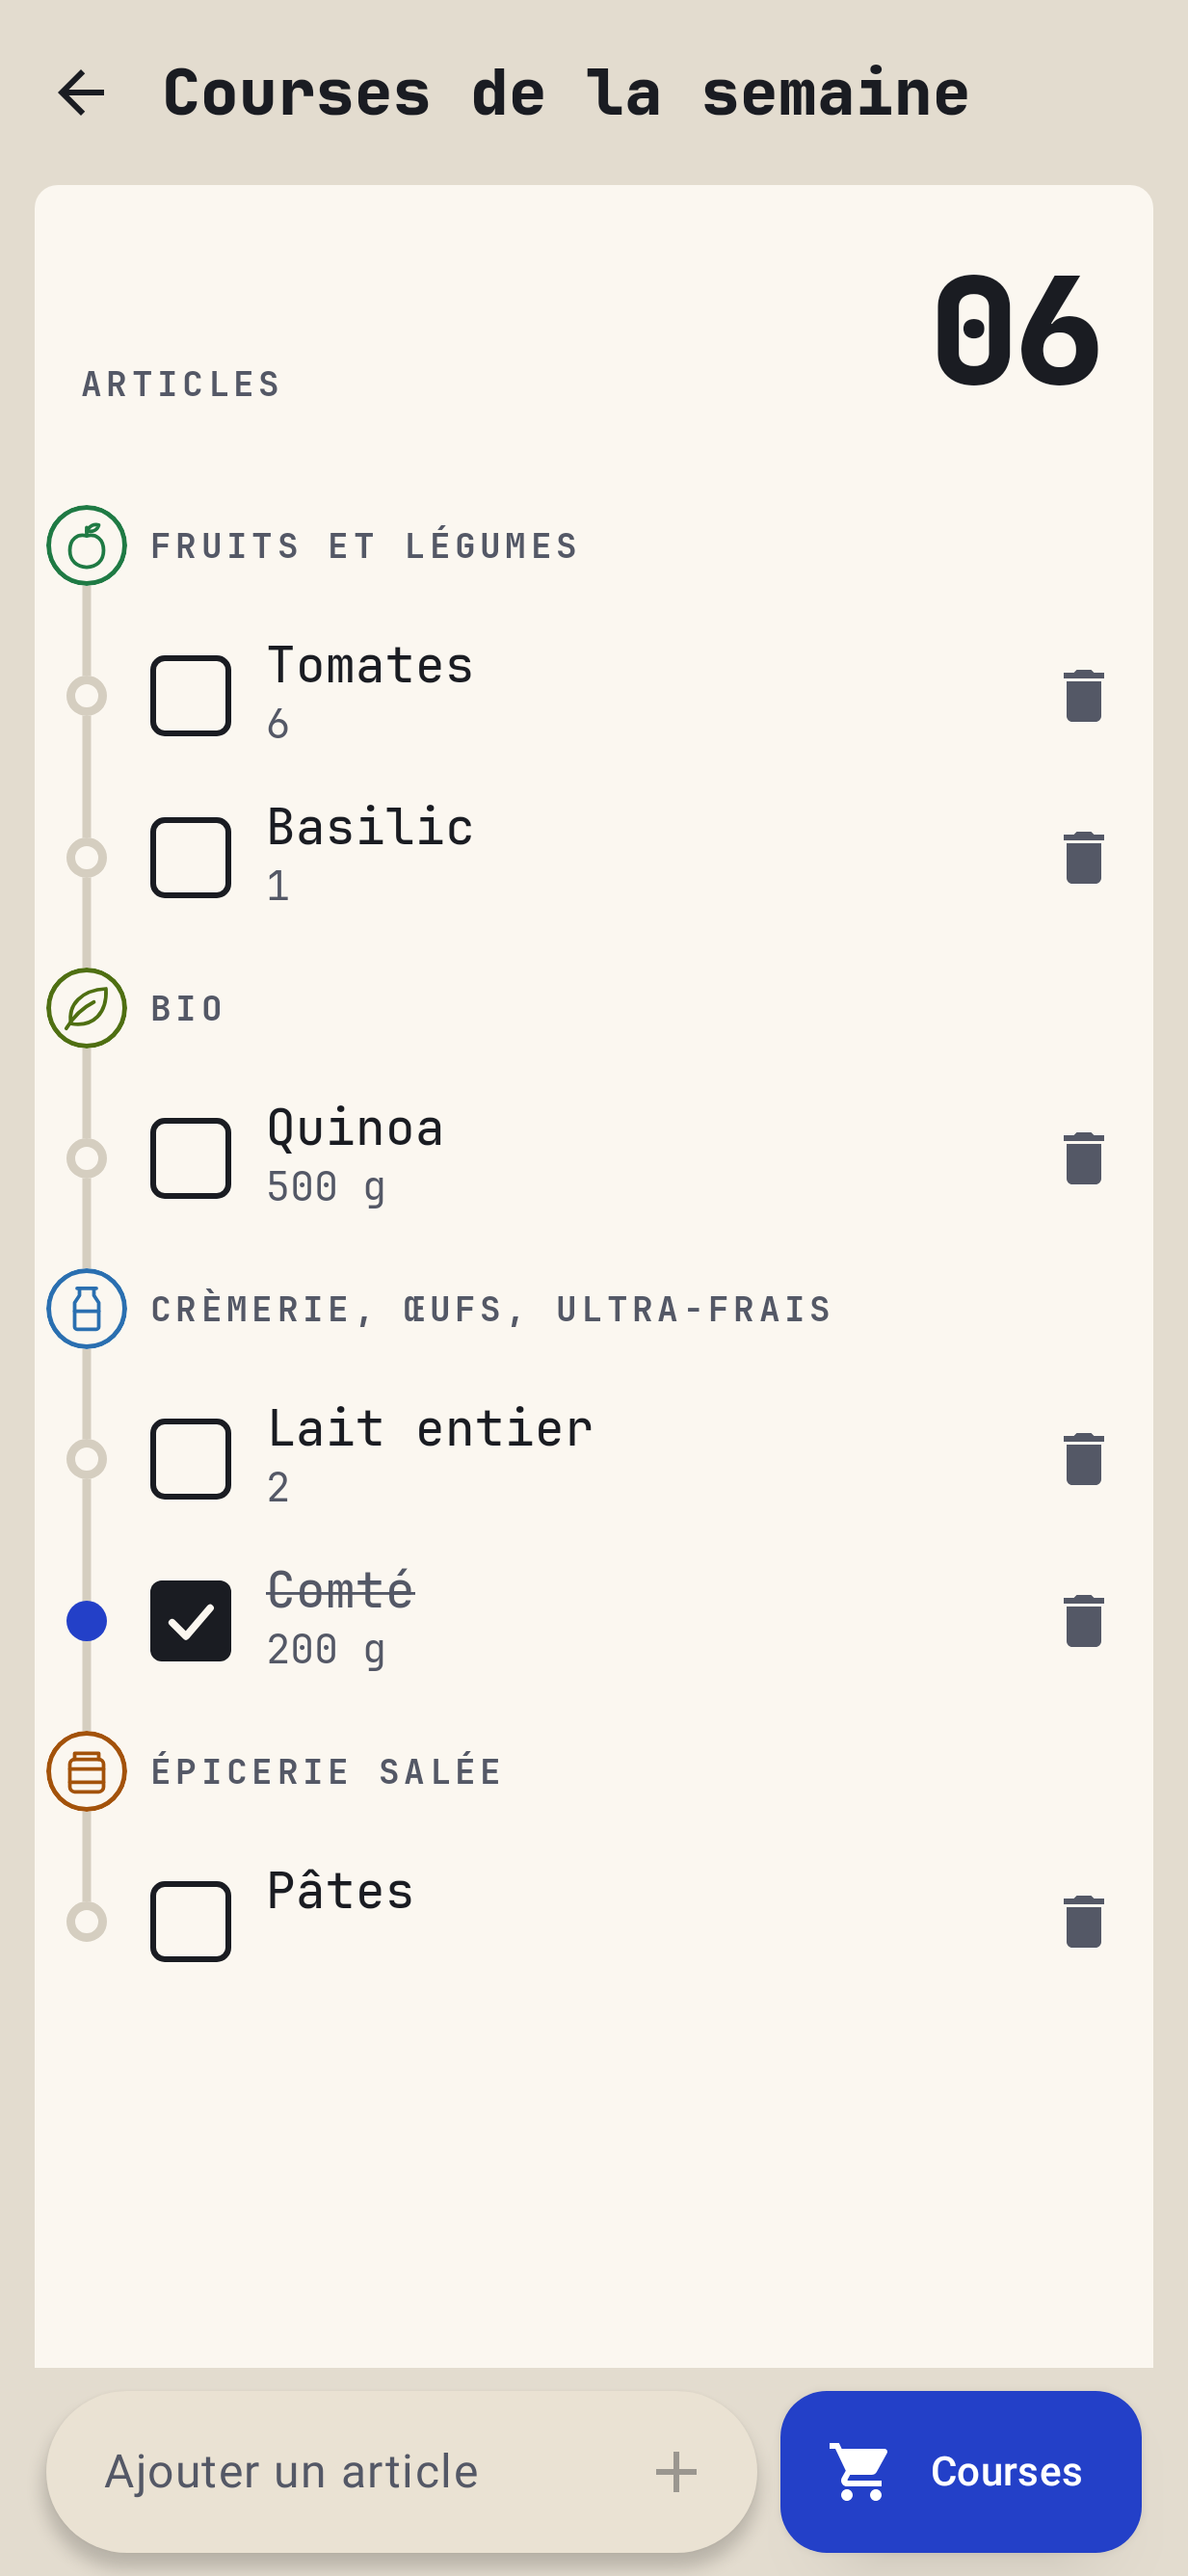 Courses de la semaine
06
ARTICLES
FRUITS ET LÉGUMES
Tomates
6
Basilic
1
BIO
Quinoa
500 g
CRÈMERIE, ŒUFS, ULTRA-FRAIS
Lait entier
2
Comté
200 g
ÉPICERIE SALÉE
Pâtes
Ajouter un article
Courses